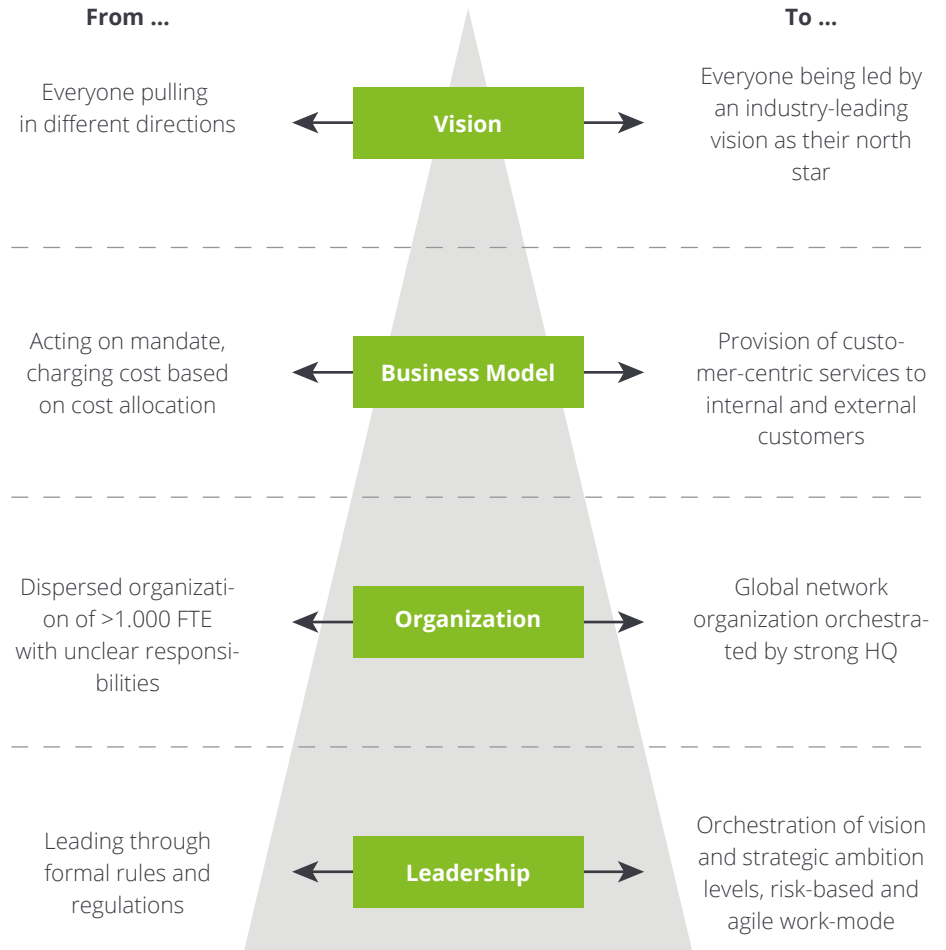 From ...
To ...
Everyone pulling
in different directions
Vision
Everyone being led by
an industry-leading
vision as their north
star
Acting on mandate,
charging cost based
on cost allocation
Business Model
Provision of custo-
mer-centric services to
internal and external
customers
Dispersed organizati-
on of >1.000 FTE
with unclear responsi-
bilities
Organization
Global network
organization orchestra-
ted by strong HQ
Leading through
formal rules and
regulations
Leadership
Orchestration of vision
and strategic ambition
levels, risk-based and
agile work-mode